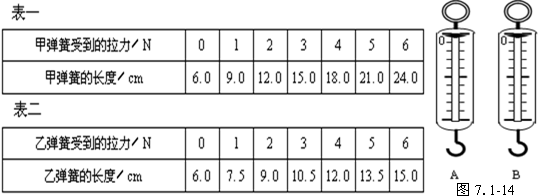 表一
甲弹簧受到的拉力/ N 0 1 2 3 4 5 6
甲弹簧的长度/ cm 6.0 9.0 12.0 15.0 18.0 21.0 24.0
表二
乙弹簧受到的拉力/ N 0 1 2 3 4 5 6
乙弹簧的长度/ cm 6.0 7.5 9.0 10.5 12.0 13.5 15.0
0 0
A B
图 7.1-14